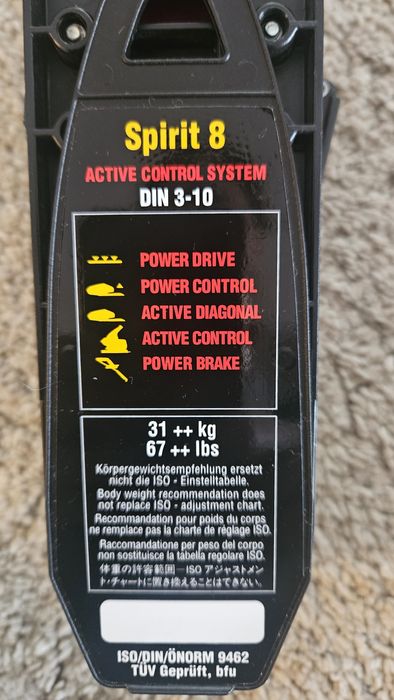 Spirit 8
ACTIVE CONTROL SYSTEM
DIN 3-10
POWER DRIVE
POWER CONTROL
ACTIVE DIAGONAL
ACTIVE CONTROL
POWER BRAKE
31 ++ kg
67 ++ lbs
Körpergewichtsempfehlung ersetzt
nicht die ISO - Einstelltabelle.
Body weight recommendation does
not replace ISO - adjustment chart.
Recommandation pour poids du corps
ne remplace pas la charte de réglage ISO.
Raccomandatione per peso del corpo
non sostituisce la tabella regolare ISO.
体重の許容範囲―ISO アジャストメン
ト・チャートに置き換えることはできない。
ISO/DIN/ÖNORM 9462
TÜV Geprüft, bfu